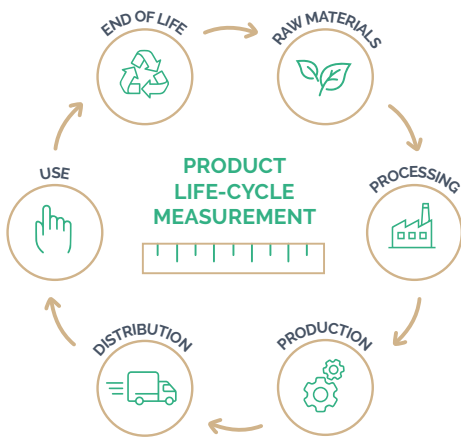 END OF LIFE
RAW MATERIALS
PROCESSING
PRODUCTION
DISTRIBUTION
USE
PRODUCT
LIFE-CYCLE
MEASUREMENT